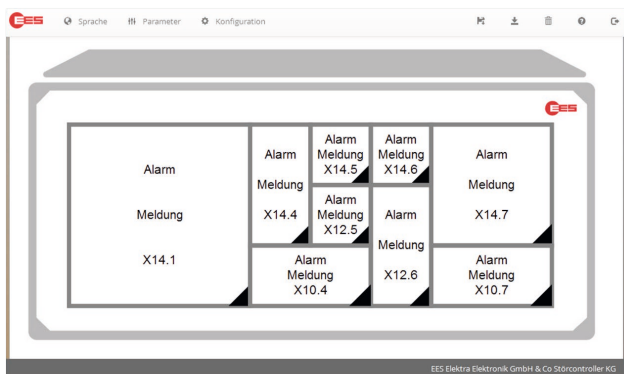 EES Sprache Parameter Konfiguration
EES
Alarm
Meldung
X14.1
Alarm
Meldung
X14.4
Alarm
Meldung
X14.5
Alarm
Meldung
X14.6
Alarm
Meldung
X14.7
Alarm
Meldung
X12.5
Alarm
Meldung
X12.6
Alarm
Meldung
X10.4
Alarm
Meldung
X10.7
EES Elektra Elektronik GmbH & Co Störcontroller KG